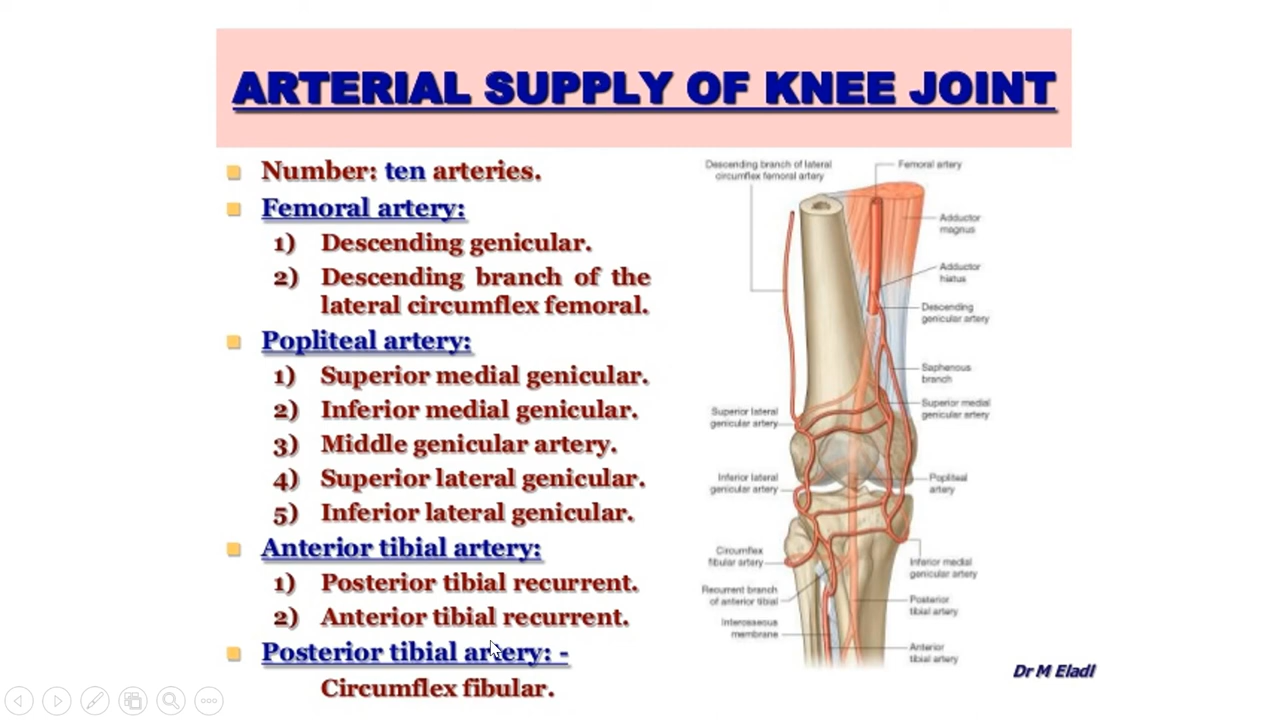 ARTERIAL SUPPLY OF KNEE JOINT
Number: ten arteries.
Femoral artery:
1) Descending genicular.
2) Descending branch of the
lateral circumflex femoral.
Popliteal artery:
1) Superior medial genicular.
2) Inferior medial genicular.
3) Middle genicular artery.
4) Superior lateral genicular.
5) Inferior lateral genicular.
Anterior tibial artery:
1) Posterior tibial recurrent.
2) Anterior tibial recurrent.
Posterior tibial artery: -
Circumflex fibular.
Descending branch of lateral
circumflex femoral artery
Femoral artery
Adductor
magnus
Adductor
hiatus
Descending
genicular artery
Saphenous
branch
Superior medial
genicular artery
Superior lateral
genicular artery
Inferior lateral
genicular artery
Popliteal
artery
Circumflex
fibular artery
Inferior medial
genicular artery
Recurrent branch
of anterior tibial
Posterior
tibial artery
Interosseous
membrane
Anterior
tibial artery
Dr M Eladl